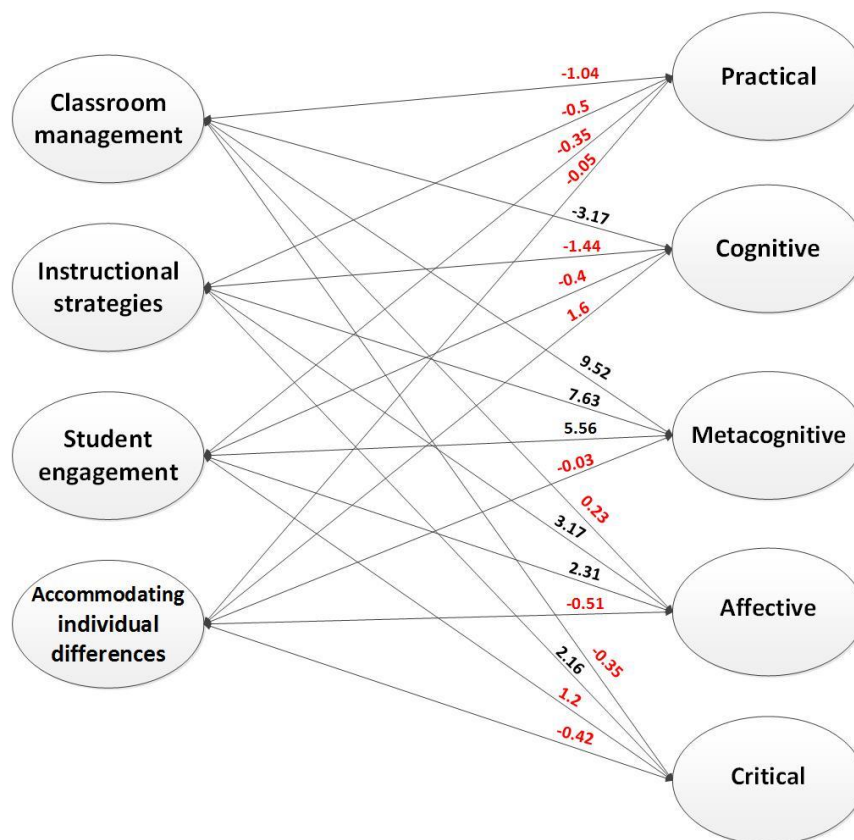 Classroom
management
Instructional
strategies
Student
engagement
Accommodating
individual
differences
-1.04
-0.5
-0.35
-0.05
-3.17
-1.44
-0.4
1.6
9.52
7.63
5.56
-0.03
0.23
3.17
2.31
-0.51
2.16
-0.35
1.2
-0.42
Practical
Cognitive
Metacognitive
Affective
Critical